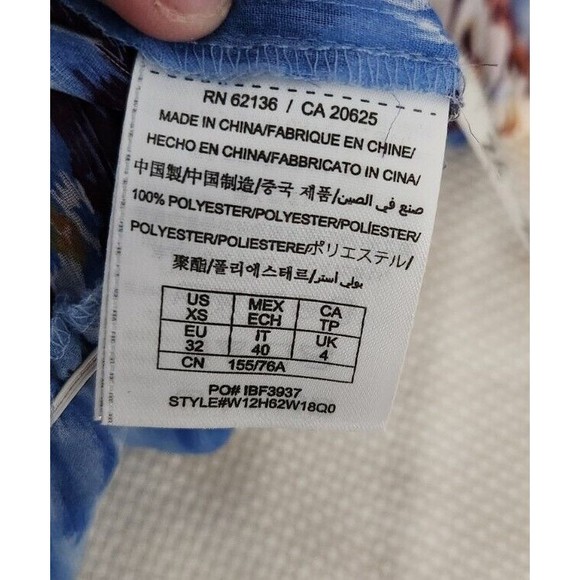 RN 62136 / CA 20625
MADE IN CHINA/FABRIQUE EN CHINE/
HECHO EN CHINA/FABBRICATO IN CINA/
中国製/中国制造/중국 제품/صنع في الصين/
100% POLYESTER/POLYESTER/POLÍESTER/
POLYESTER/POLIESTERE/ポリエステル/
聚酯/폴리에스테르/بولي أستر/
US MEX CA
XS ECH TP
EU IT UK
32 40 4
CN 155/76A
PO# IBF3937
STYLE#W12H62W18Q0